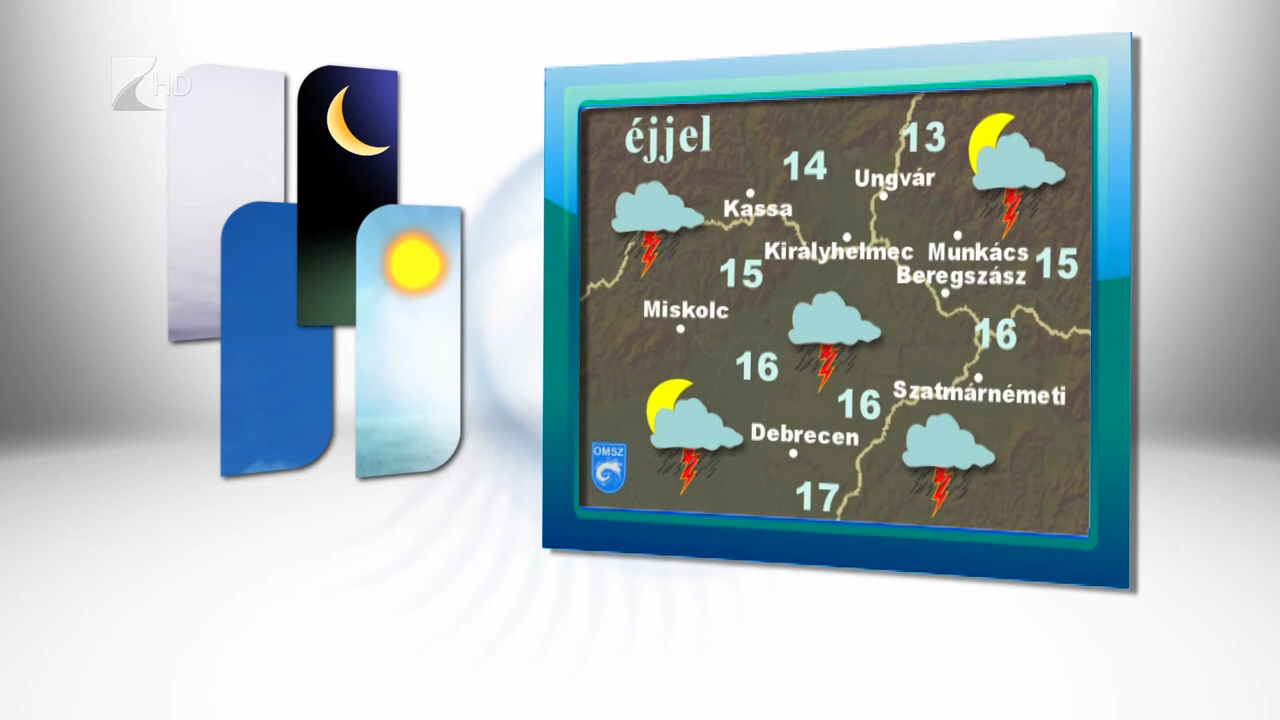 HD
éjjel
13
14
Ungvár
Kassa
Királyhelmec
Munkács
15
15
Beregszász
Miskolc
16
16
Szatmárnémeti
16
Debrecen
OMSZ
17